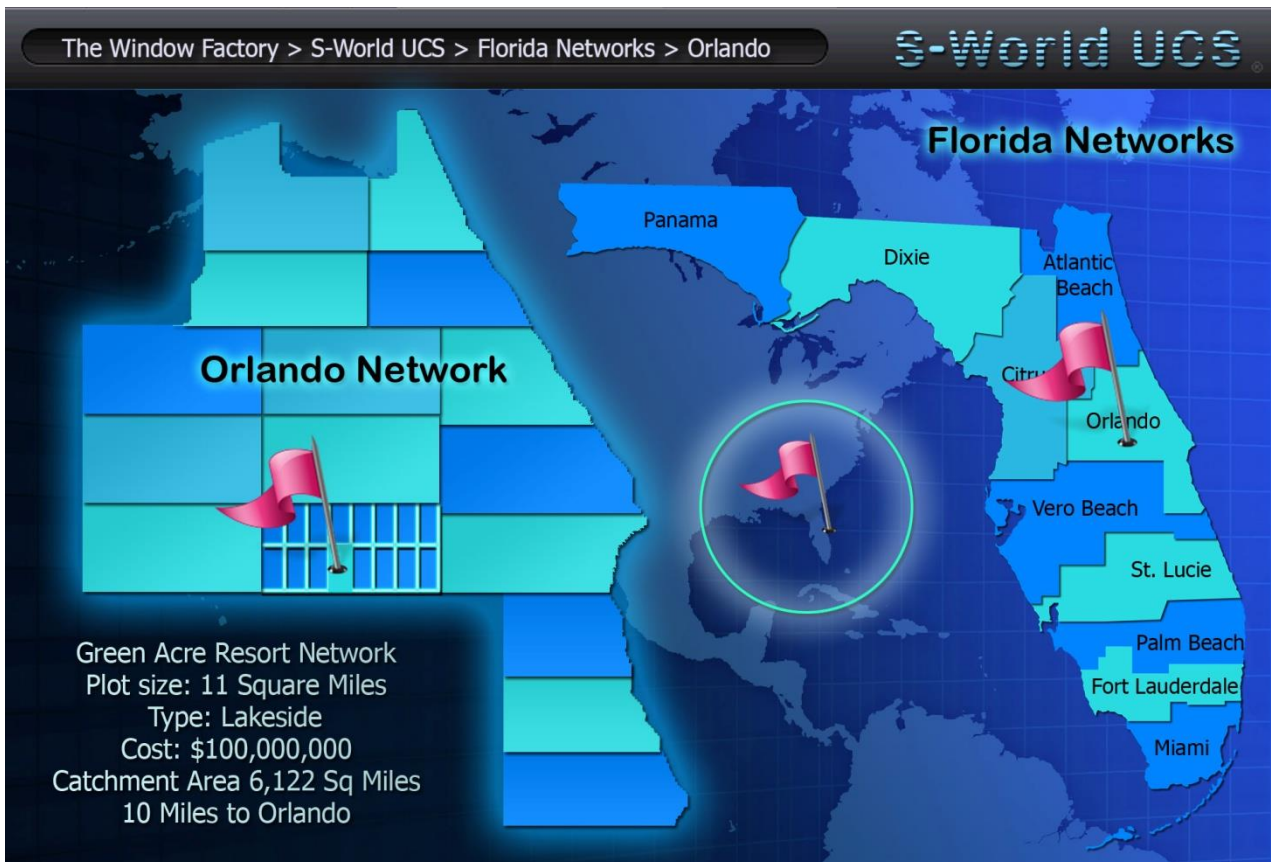 The Window Factory > S-World UCS > Florida Networks > Orlando
S-World UCS ®
Florida Networks
Panama
Dixie
Atlantic
Beach
Orlando Network
Orlando
Vero Beach
St. Lucie
Palm Beach
Fort Lauderdale
Miami
Green Acre Resort Network
Plot size: 11 Square Miles
Type: Lakeside
Cost: $100,000,000
Catchment Area 6,122 Sq Miles
10 Miles to Orlando